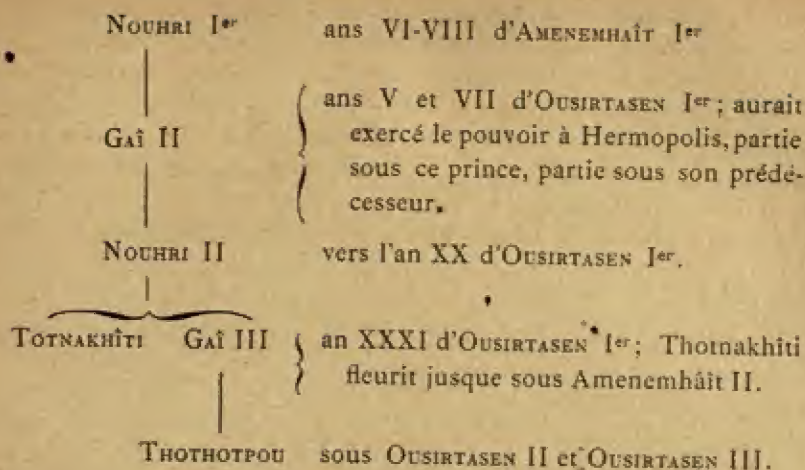 NOUHRI Ier ans VI-VIII d'AMENEMHAÎT Ier
GAÎ II
ans V et VII d'OUSIRTASEN Ier; aurait
exercé le pouvoir à Hermopolis, partie
sous ce prince, partie sous son prédé-
cesseur.
NOUHRI II vers l'an XX d'OUSIRTASEN Ier.
TOTNAKHÎTI GAÎ III
an XXXI d'OUSIRTASEN Ier; Thotnakhîti
fleurit jusque sous Amenemhâit II.
THOTHOTPOU sous OUSIRTASEN II et OUSIRTASEN III.